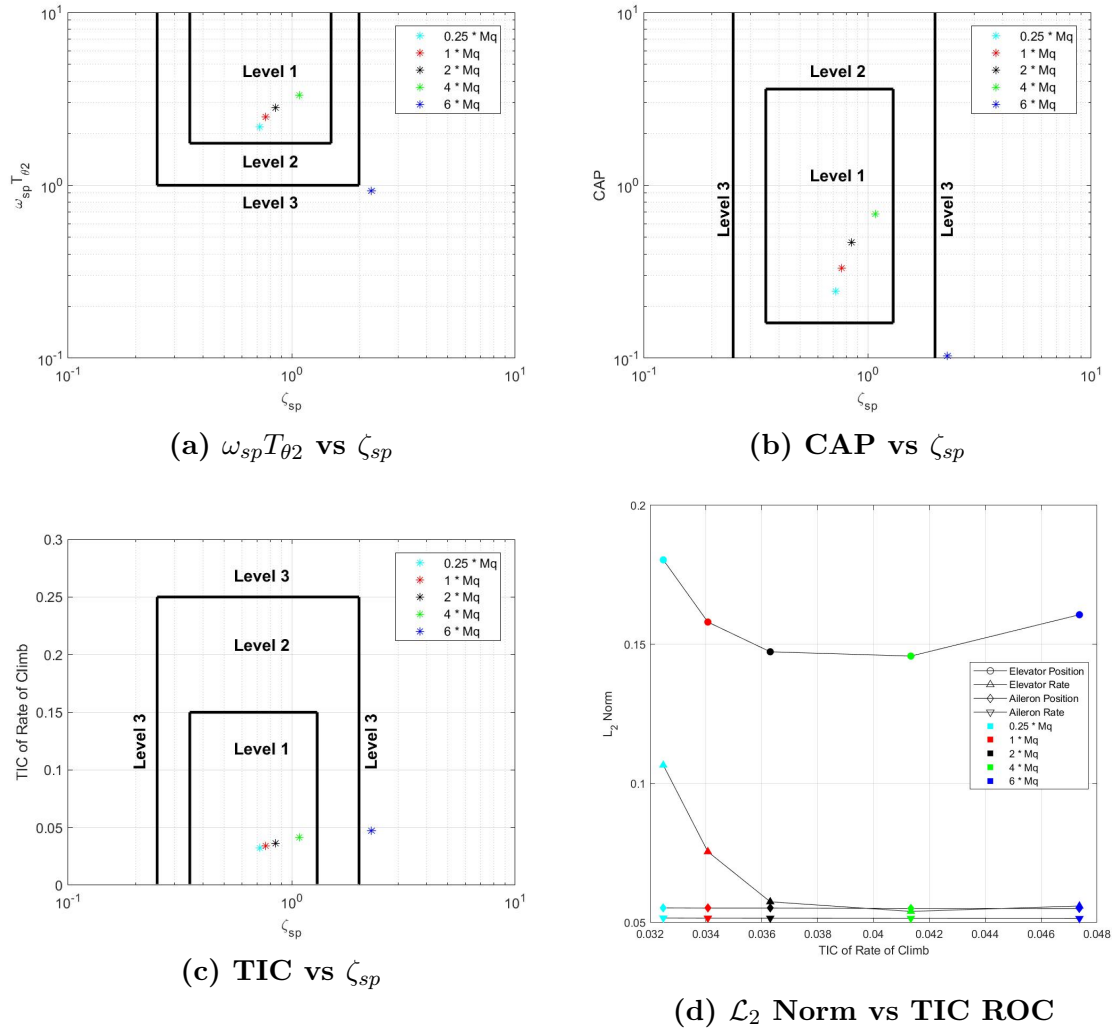 10^1
10^0
10^-1
ω_sp T_θ2
Level 1
Level 2
Level 3
0.25 * Mq
1 * Mq
2 * Mq
4 * Mq
6 * Mq
10^-1 10^0 10^1
ζ_sp
(a) ω_sp T_θ2 vs ζ_sp
10^1
10^0
10^-1
CAP
Level 2
Level 1
Level 3
Level 3
0.25 * Mq
1 * Mq
2 * Mq
4 * Mq
6 * Mq
10^-1 10^0 10^1
ζ_sp
(b) CAP vs ζ_sp
0.3
0.25
0.2
0.15
0.1
0.05
0
TIC of Rate of Climb
Level 3
Level 2
Level 1
Level 3
Level 3
0.25 * Mq
1 * Mq
2 * Mq
4 * Mq
6 * Mq
10^-1 10^0 10^1
ζ_sp
(c) TIC vs ζ_sp
0.2
0.15
0.1
0.05
L_2 Norm
Elevator Position
Elevator Rate
Aileron Position
Aileron Rate
0.25 * Mq
1 * Mq
2 * Mq
4 * Mq
6 * Mq
0.032 0.034 0.036 0.038 0.04 0.042 0.044 0.046 0.048
TIC of Rate of Climb
(d) ℒ_2 Norm vs TIC ROC